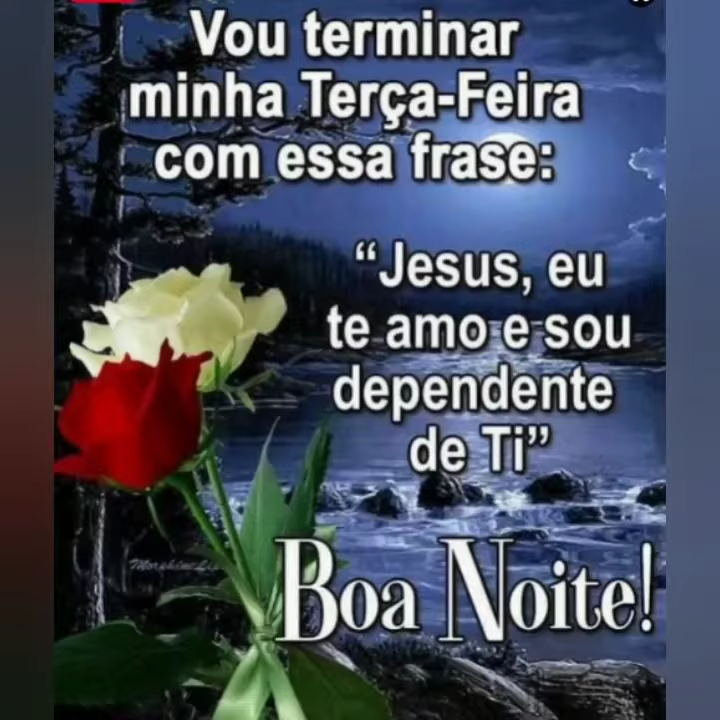 Vou terminar
minha Terça-Feira
com essa frase:
“Jesus, eu
te amo e sou
dependente
de Ti”
Boa Noite!